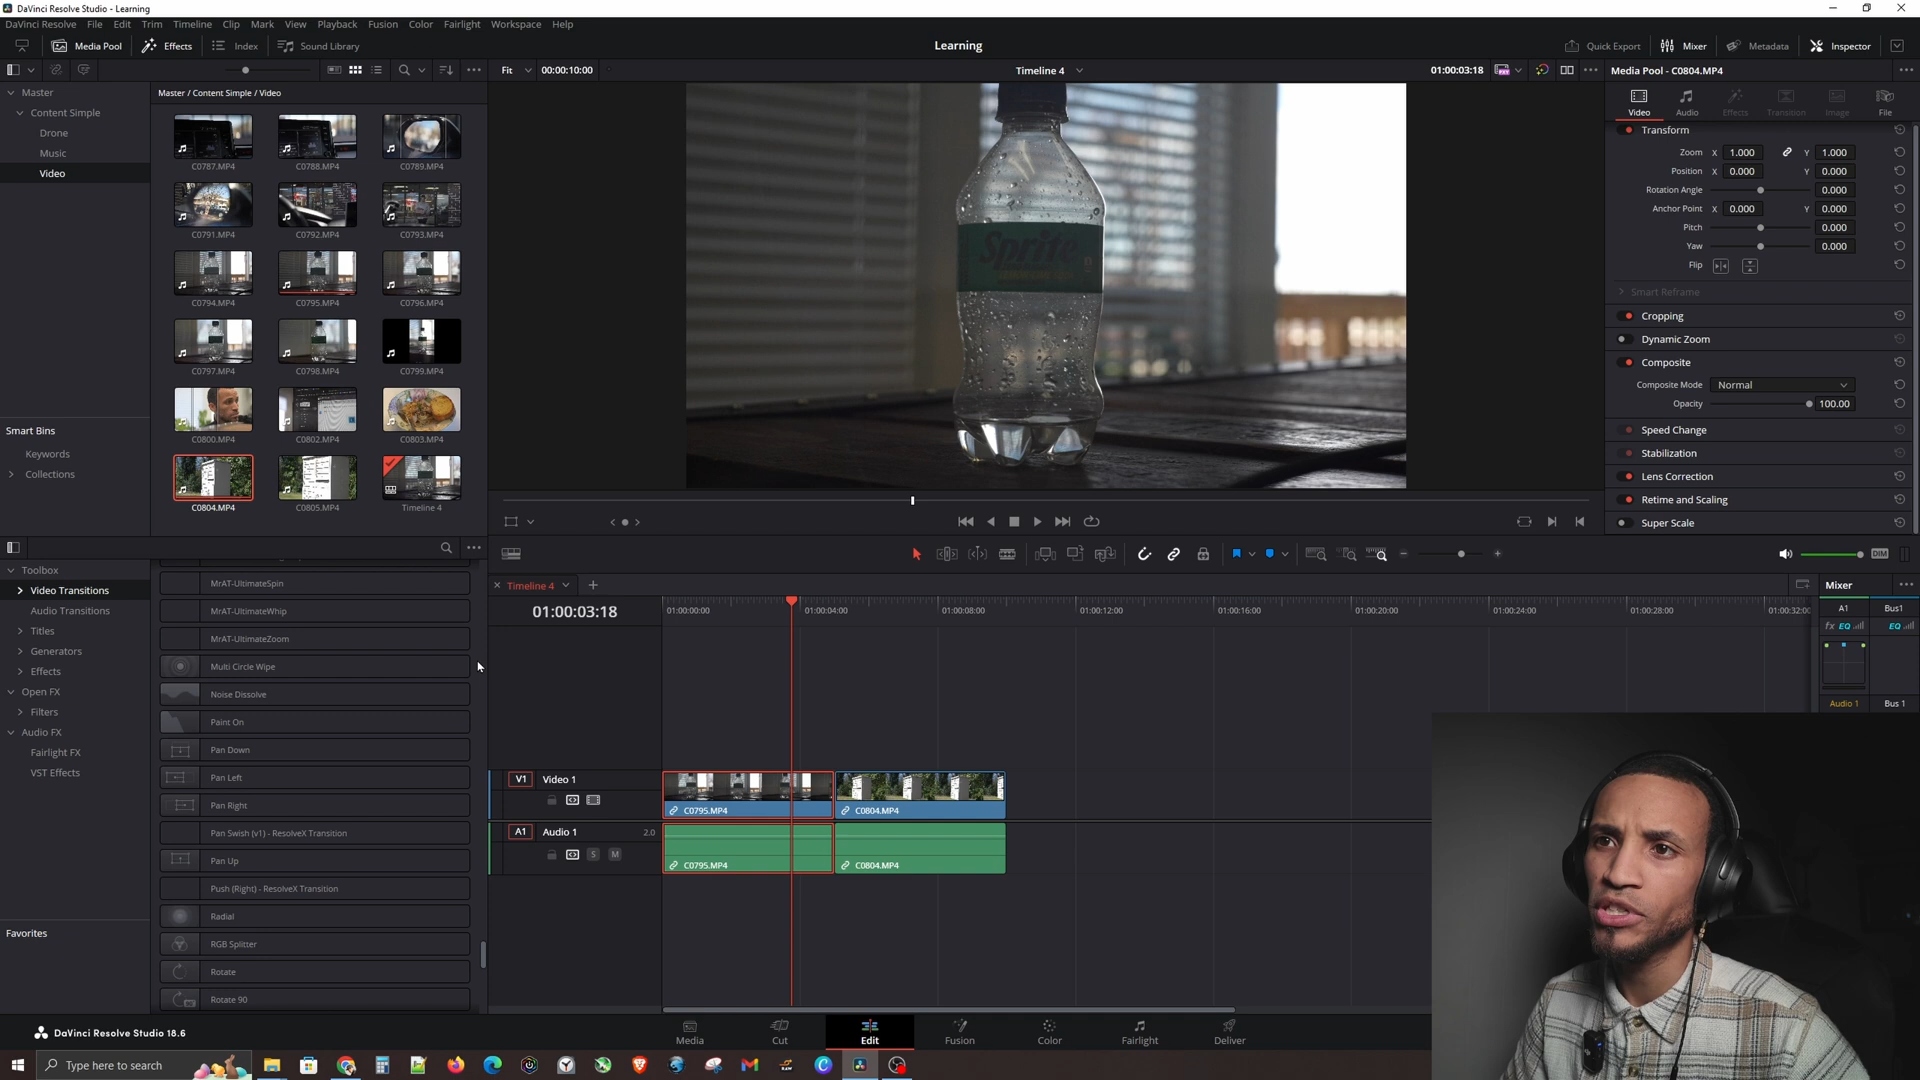 DaVinci Resolve Studio - Learning
DaVinci Resolve File Edit Trim Timeline Clip Mark View Playback Fusion Color Fairlight Workspace Help
Media Pool Effects Index Sound Library Learning Quick Export Mixer Metadata Inspector
Fit 00:00:10:00 Timeline 4 01:00:03:18 Media Pool - C0804.MP4
Master
Content Simple
Drone
Music
Video
Smart Bins
Keywords
Collections
Master / Content Simple / Video
C0787.MP4 C0788.MP4 C0789.MP4
C0791.MP4 C0792.MP4 C0793.MP4
C0794.MP4 C0795.MP4 C0796.MP4
C0797.MP4 C0798.MP4 C0799.MP4
C0800.MP4 C0802.MP4 C0803.MP4
C0804.MP4 C0805.MP4 Timeline 4
Sprite
Video Audio Effects Transition Image File
Transform
Zoom X 1.000 Y 1.000
Position X 0.000 Y 0.000
Rotation Angle 0.000
Anchor Point X 0.000 Y 0.000
Pitch 0.000
Yaw 0.000
Flip
Smart Reframe
Cropping
Dynamic Zoom
Composite
Composite Mode Normal
Opacity 100.00
Speed Change
Stabilization
Lens Correction
Retime and Scaling
Super Scale
DIM
Toolbox
Video Transitions
Audio Transitions
Titles
Generators
Effects
Open FX
Filters
Audio FX
Fairlight FX
VST Effects
Favorites
MrAT-UltimateSpin
MrAT-UltimateWhip
MrAT-UltimateZoom
Multi Circle Wipe
Noise Dissolve
Paint On
Pan Down
Pan Left
Pan Right
Pan Swish (v1) - ResolveX Transition
Pan Up
Push (Right) - ResolveX Transition
Radial
RGB Splitter
Rotate
Rotate 90
Timeline 4
01:00:03:18
01:00:00:00 01:00:04:00 01:00:08:00 01:00:12:00 01:00:16:00 01:00:20:00 01:00:24:00 01:00:28:00 01:00:32:00
V1 Video 1
C0795.MP4 C0804.MP4
A1 Audio 1 2.0
S M
C0795.MP4 C0804.MP4
Mixer
A1 Bus1
fx EQ EQ
Audio 1 Bus 1
DaVinci Resolve Studio 18.6
Media Cut Edit Fusion Color Fairlight Deliver
Type here to search